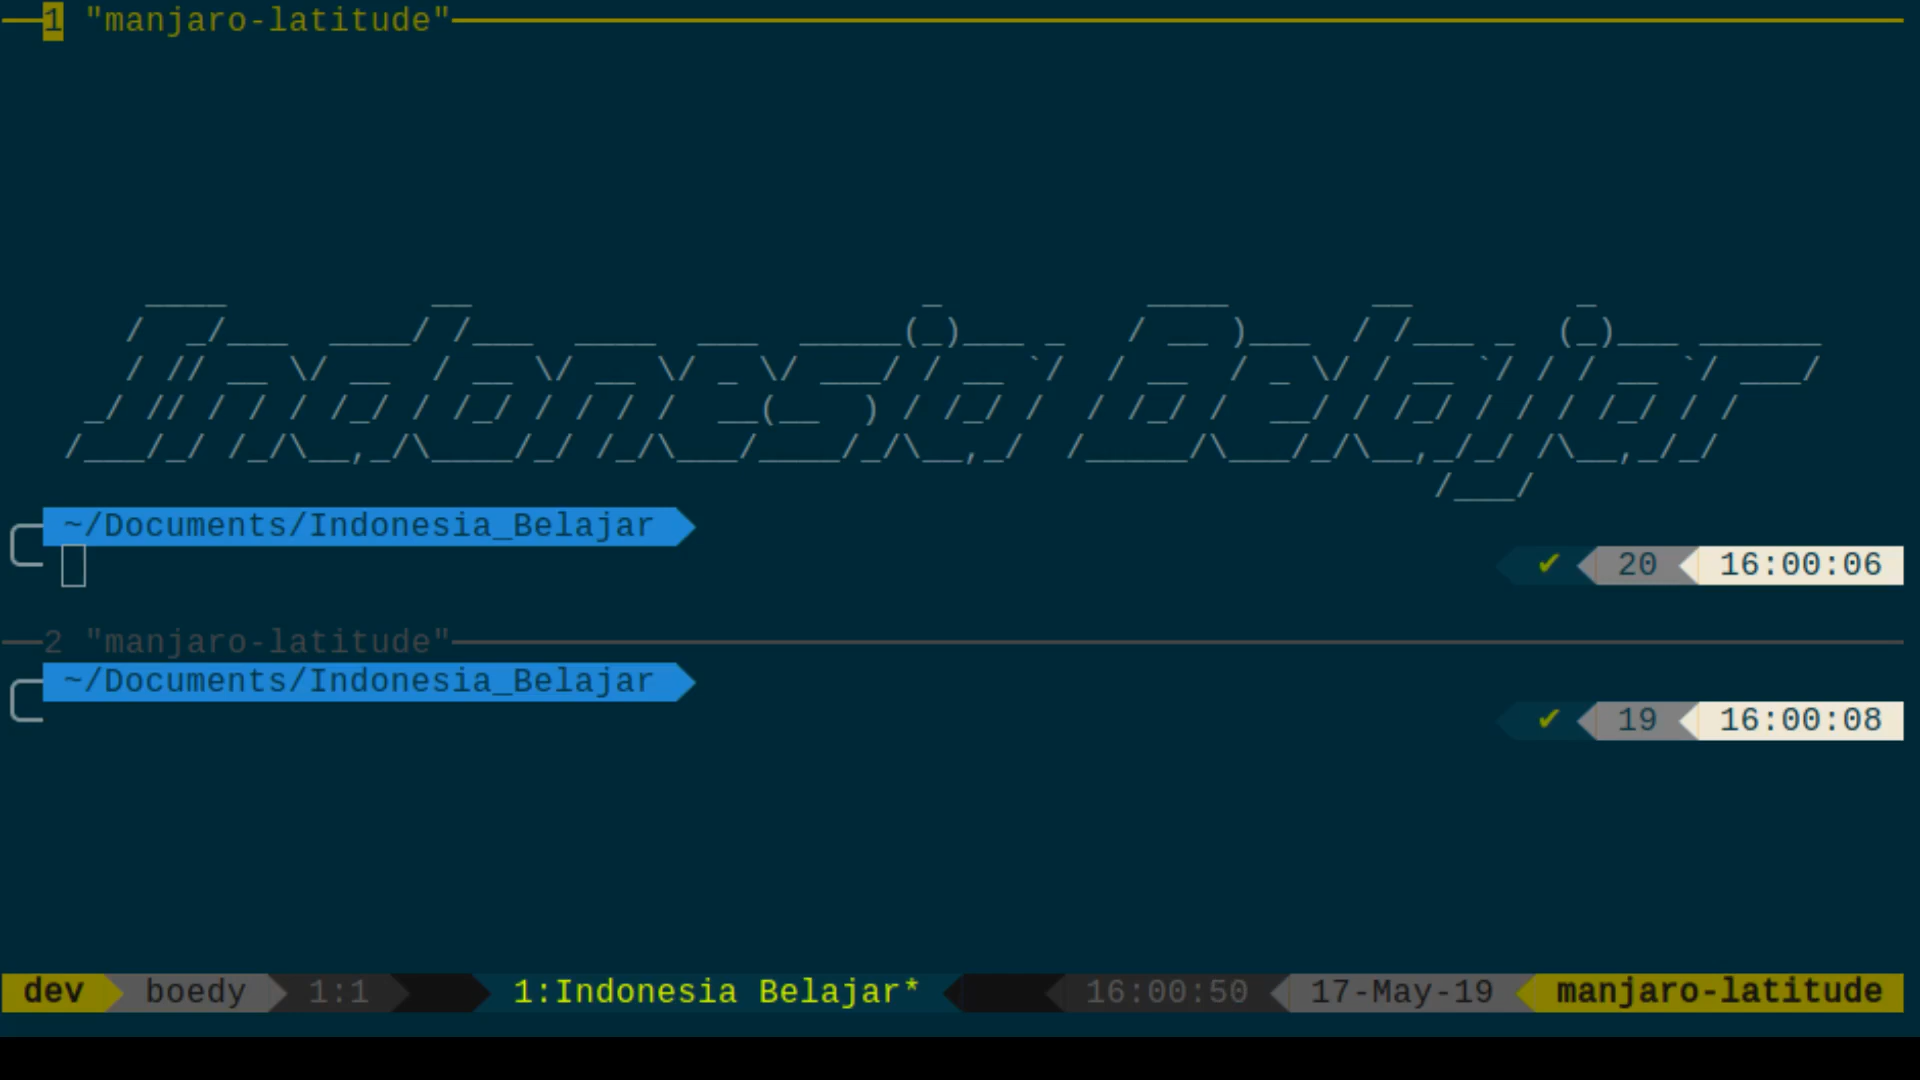 1 "manjaro-latitude"
Indonesia Belajar
~/Documents/Indonesia_Belajar
✔ 20 16:00:06
2 "manjaro-latitude"
~/Documents/Indonesia_Belajar
✔ 19 16:00:08
dev boedy 1:1 1:Indonesia Belajar* 16:00:50 17-May-19 manjaro-latitude